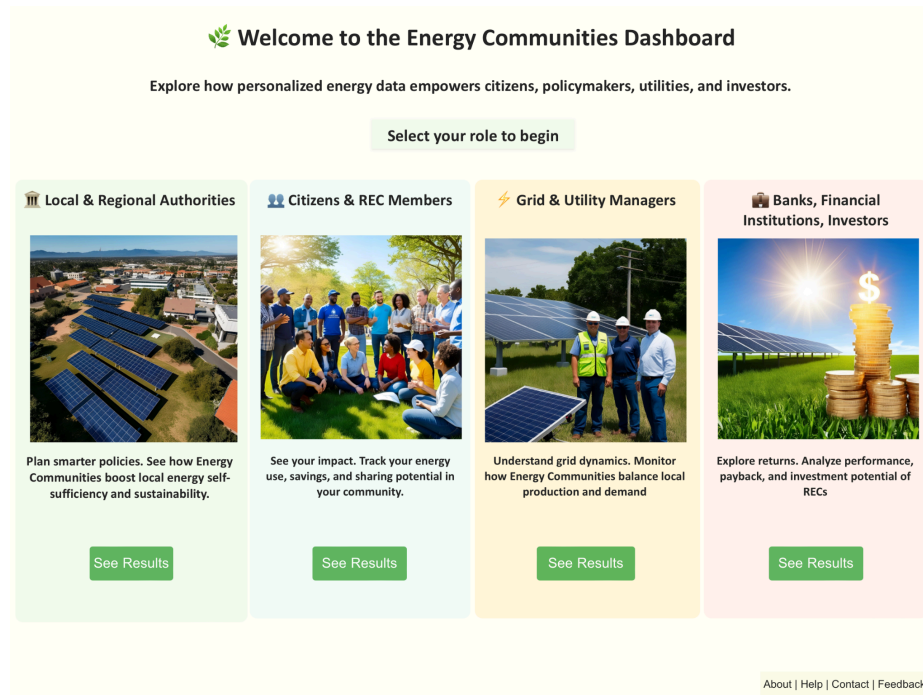 🌿 Welcome to the Energy Communities Dashboard
Explore how personalized energy data empowers citizens, policymakers, utilities, and investors.
Select your role to begin
🏛️ Local & Regional Authorities
Plan smarter policies. See how Energy
Communities boost local energy self-
sufficiency and sustainability.
See Results
👥 Citizens & REC Members
See your impact. Track your energy
use, savings, and sharing potential in
your community.
See Results
⚡ Grid & Utility Managers
Understand grid dynamics. Monitor
how Energy Communities balance local
production and demand
See Results
💼 Banks, Financial
Institutions, Investors
$
Explore returns. Analyze performance,
payback, and investment potential of
RECs
See Results
About | Help | Contact | Feedback